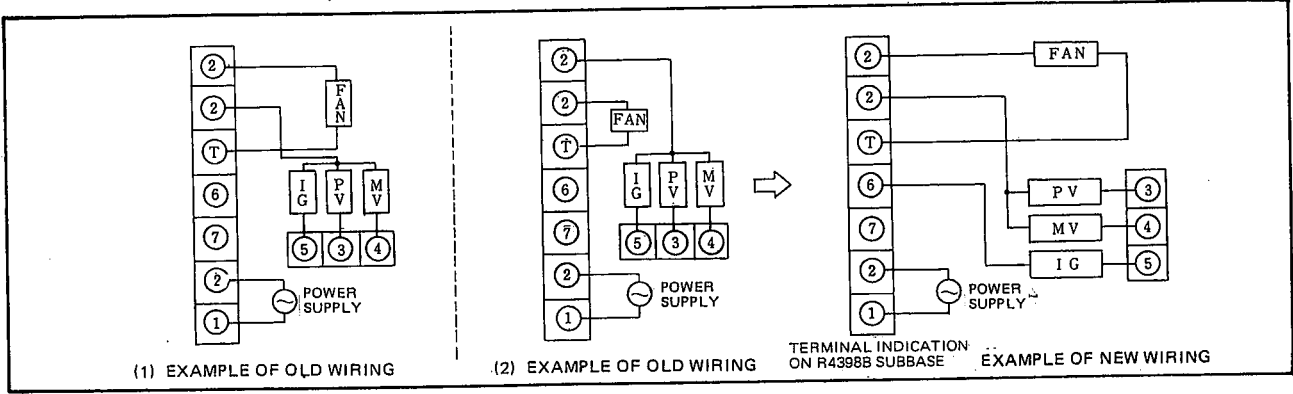 2
2
T
6
7
2
1
FAN
IG
PV
MV
5 3 4
POWER
SUPPLY
(1) EXAMPLE OF OLD WIRING
2
2
T
6
7
2
1
FAN
IG
PV
MV
5 3 4
POWER
SUPPLY
(2) EXAMPLE OF OLD WIRING
2
2
T
6
7
2
1
FAN
PV
MV
IG
3
4
5
POWER
SUPPLY
TERMINAL INDICATION
ON R4398B SUBBASE
EXAMPLE OF NEW WIRING